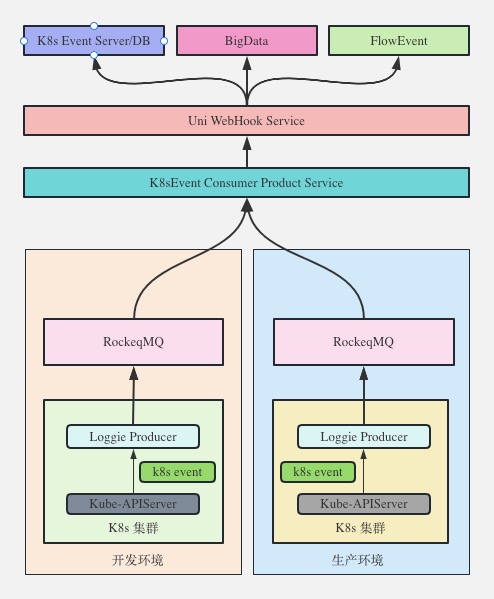 K8s Event Server/DB
BigData
FlowEvent
Uni WebHook Service
K8sEvent Consumer Product Service
RockeqMQ
RockeqMQ
Loggie Producer
Loggie Producer
k8s event
k8s event
Kube-APIServer
Kube-APIServer
K8s 集群
K8s 集群
开发环境
生产环境